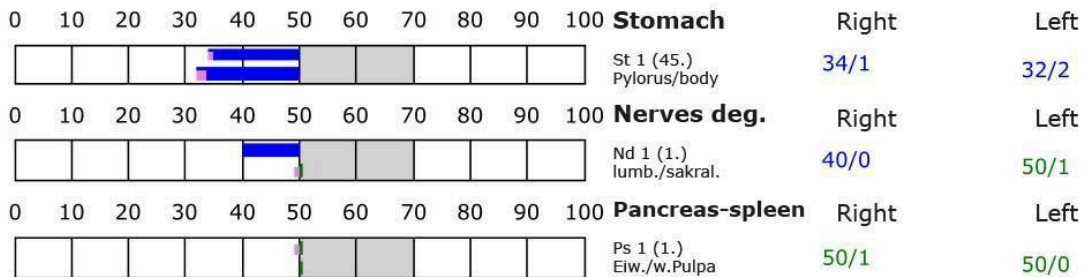 0 10 20 30 40 50 60 70 80 90 100 Stomach Right Left
St 1 (45.) 34/1 32/2
Pylorus/body
0 10 20 30 40 50 60 70 80 90 100 Nerves deg. Right Left
Nd 1 (1.) 40/0 50/1
lumb./sakral.
0 10 20 30 40 50 60 70 80 90 100 Pancreas-spleen Right Left
Ps 1 (1.) 50/1 50/0
Eiw./w.Pulpa